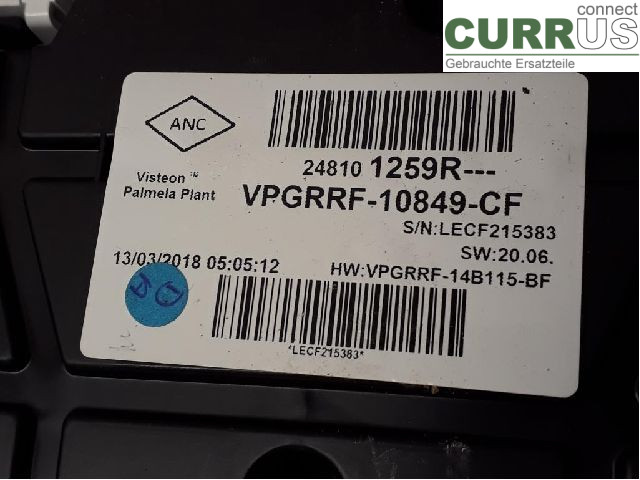 connect
CURRUS
Gebrauchte Ersatzteile
ANC
24810 1259R---
Visteon ™
Palmela Plant
VPGRRF-10849-CF
S/N:LECF215383
SW:20.06.
13/03/2018 05:05:12
HW:VPGRRF-14B115-BF
*LECF215383*